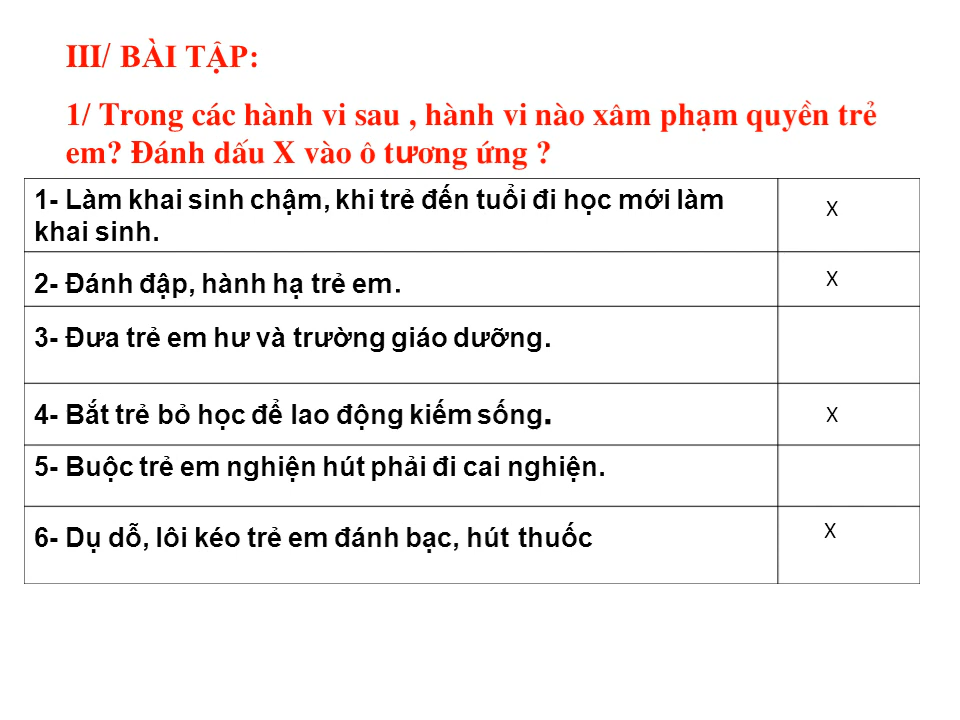 III/ BÀI TẬP:
1/ Trong các hành vi sau , hành vi nào xâm phạm quyền trẻ
em? Đánh dấu X vào ô tương ứng ?
1- Làm khai sinh chậm, khi trẻ đến tuổi đi học mới làm
khai sinh.
X
2- Đánh đập, hành hạ trẻ em.
X
3- Đưa trẻ em hư và trường giáo dưỡng.
4- Bắt trẻ bỏ học để lao động kiếm sống.
X
5- Buộc trẻ em nghiện hút phải đi cai nghiện.
6- Dụ dỗ, lôi kéo trẻ em đánh bạc, hút thuốc
X